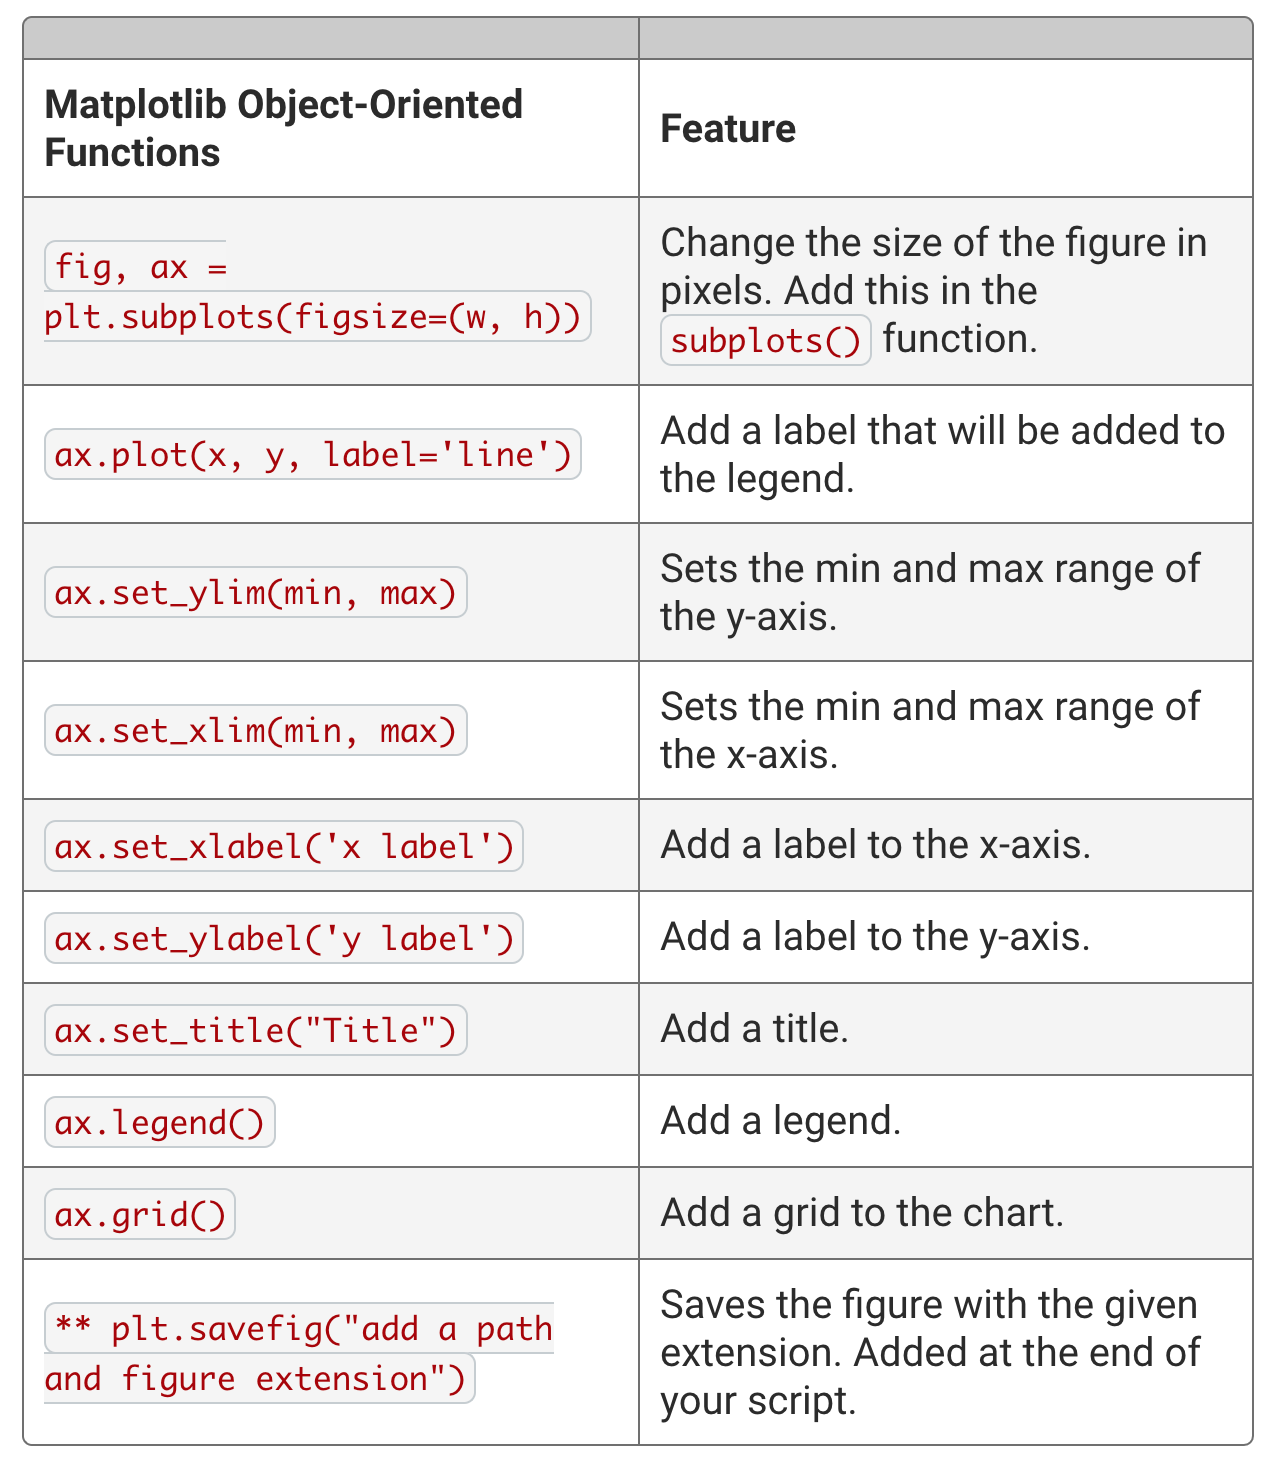 Matplotlib Object-Oriented
Functions
Feature
fig, ax =
plt.subplots(figsize=(w, h))
Change the size of the figure in
pixels. Add this in the
subplots() function.
ax.plot(x, y, label='line')
Add a label that will be added to
the legend.
ax.set_ylim(min, max)
Sets the min and max range of
the y-axis.
ax.set_xlim(min, max)
Sets the min and max range of
the x-axis.
ax.set_xlabel('x label')
Add a label to the x-axis.
ax.set_ylabel('y label')
Add a label to the y-axis.
ax.set_title("Title")
Add a title.
ax.legend()
Add a legend.
ax.grid()
Add a grid to the chart.
** plt.savefig("add a path
and figure extension")
Saves the figure with the given
extension. Added at the end of
your script.